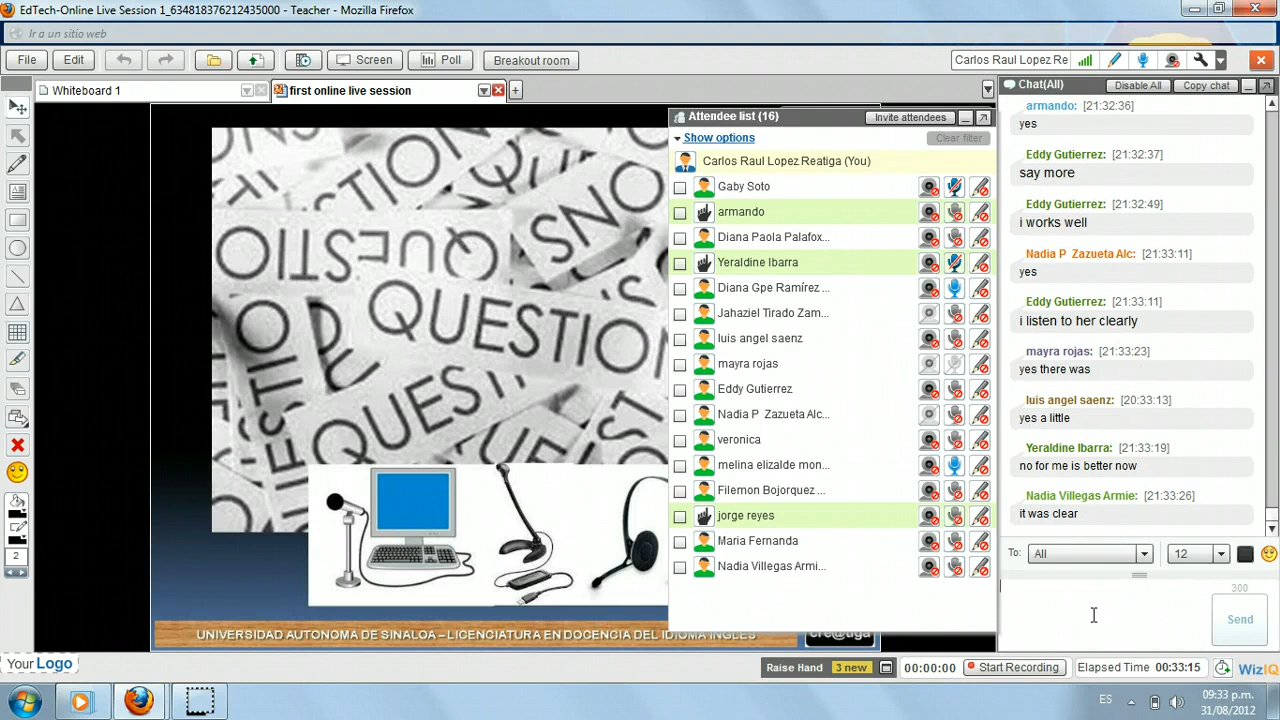 EdTech-Online Live Session 1_634818376212435000 - Teacher - Mozilla Firefox
Ir a un sitio web
File Edit Screen Poll Breakout room Carlos Raul Lopez Re
Whiteboard 1 first online live session
Attendee list (16) Invite attendees
Show options Clear filter
Carlos Raul Lopez Reatiga (You)
Gaby Soto
armando
Diana Paola Palafox...
Yeraldine Ibarra
Diana Gpe Ramírez ...
Jahaziel Tirado Zam...
luis angel saenz
mayra rojas
Eddy Gutierrez
Nadia P Zazueta Alc...
veronica
melina elizalde mon...
Filemon Bojorquez ...
jorge reyes
Maria Fernanda
Nadia Villegas Armi...
Chat(All) Disable All Copy chat
armando: [21:32:36]
yes
Eddy Gutierrez: [21:32:37]
say more
Eddy Gutierrez: [21:32:49]
i works well
Nadia P Zazueta Alc: [21:33:11]
yes
Eddy Gutierrez: [21:33:11]
i listen to her clearly
mayra rojas: [21:33:23]
yes there was
luis angel saenz: [20:33:13]
yes a little
Yeraldine Ibarra: [21:33:19]
no for me is better now
Nadia Villegas Armie: [21:33:26]
it was clear
To: All 12
300
Send
2
QUESTIONS
QUESTION
QUEST
UNIVERSIDAD AUTONOMA DE SINALOA – LICENCIATURA EN DOCENCIA DEL IDIOMA INGLES
cre@tiga
Your Logo
Raise Hand 3 new 00:00:00 Start Recording Elapsed Time 00:33:15 WizIQ
ES 09:33 p.m.
31/08/2012